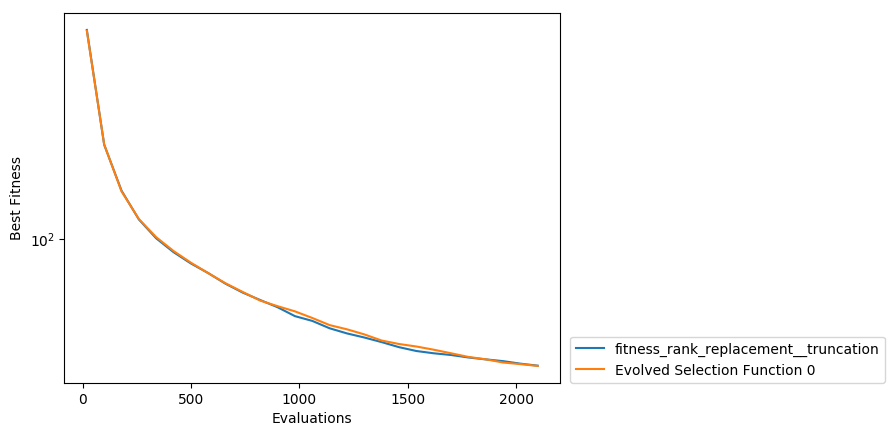 Best Fitness
10²
0
500
1000
1500
2000
Evaluations
fitness_rank_replacement__truncation
Evolved Selection Function 0